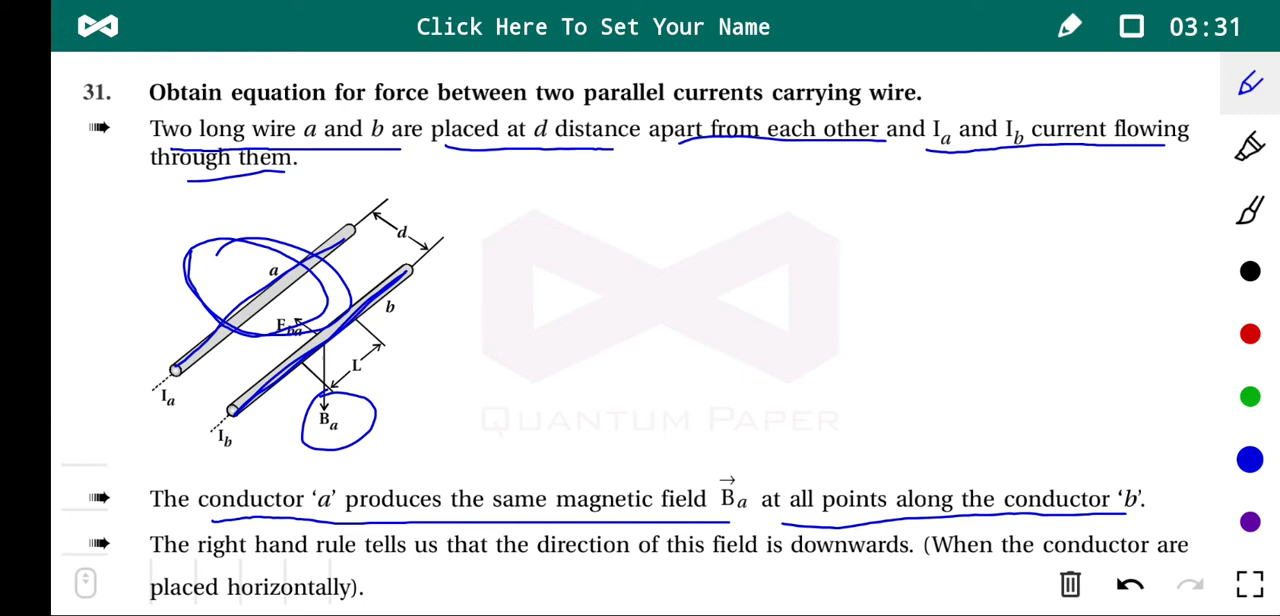 Click Here To Set Your Name
03:31
31. Obtain equation for force between two parallel currents carrying wire.
Two long wire a and b are placed at d distance apart from each other and Iₐ and I_b current flowing
through them.
d
a
b
F_ba
L
Iₐ
Bₐ
I_b
QUANTUM PAPER
The conductor ‘a’ produces the same magnetic field B⃗ₐ at all points along the conductor ‘b’.
The right hand rule tells us that the direction of this field is downwards. (When the conductor are
placed horizontally).